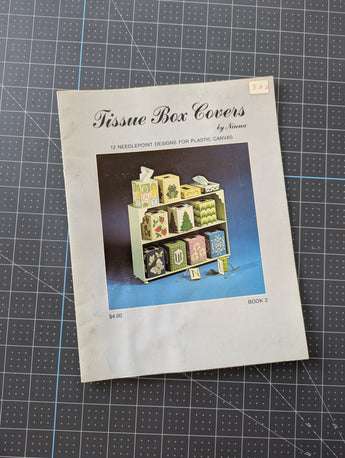 Tissue Box Covers
by Ninna
12 NEEDLEPOINT DESIGNS FOR PLASTIC CANVAS
$4.00
BOOK 2